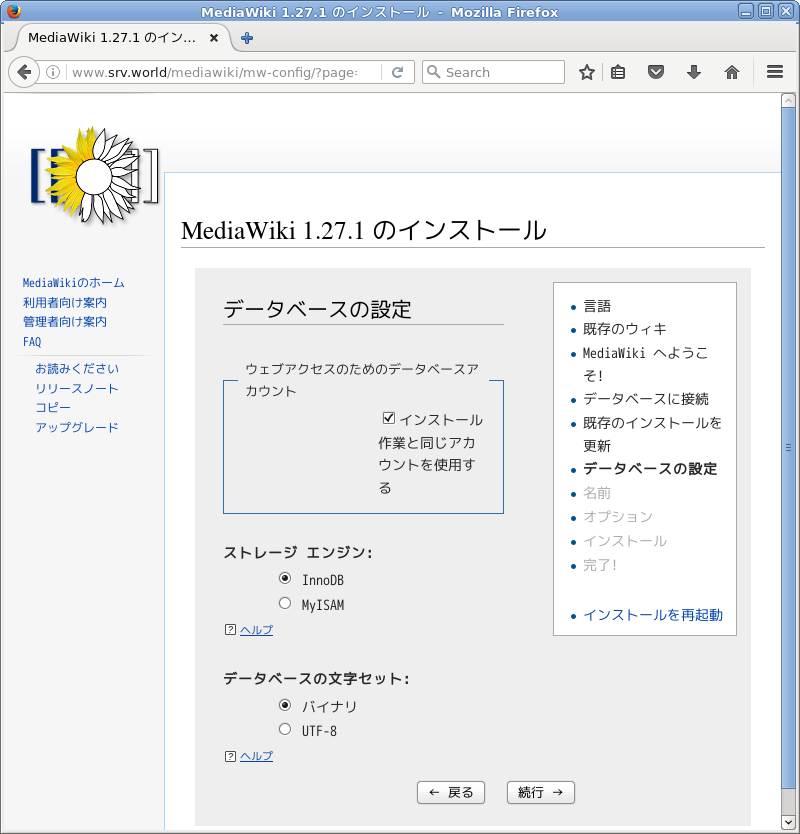 MediaWiki 1.27.1 のインストール - Mozilla Firefox
MediaWiki 1.27.1 のイン...
www.srv.world/mediawiki/mw-config/?page=
Search
MediaWiki 1.27.1 のインストール
MediaWikiのホーム
利用者向け案内
管理者向け案内
FAQ
お読みください
リリースノート
コピー
アップグレード
データベースの設定
ウェブアクセスのためのデータベースア
カウント
インストール
作業と同じアカ
ウントを使用す
る
ストレージ エンジン:
InnoDB
MyISAM
? ヘルプ
データベースの文字セット:
バイナリ
UTF-8
? ヘルプ
← 戻る
続行 →
言語
既存のウィキ
MediaWiki へようこ
そ!
データベースに接続
既存のインストールを
更新
データベースの設定
名前
オプション
インストール
完了!
インストールを再起動